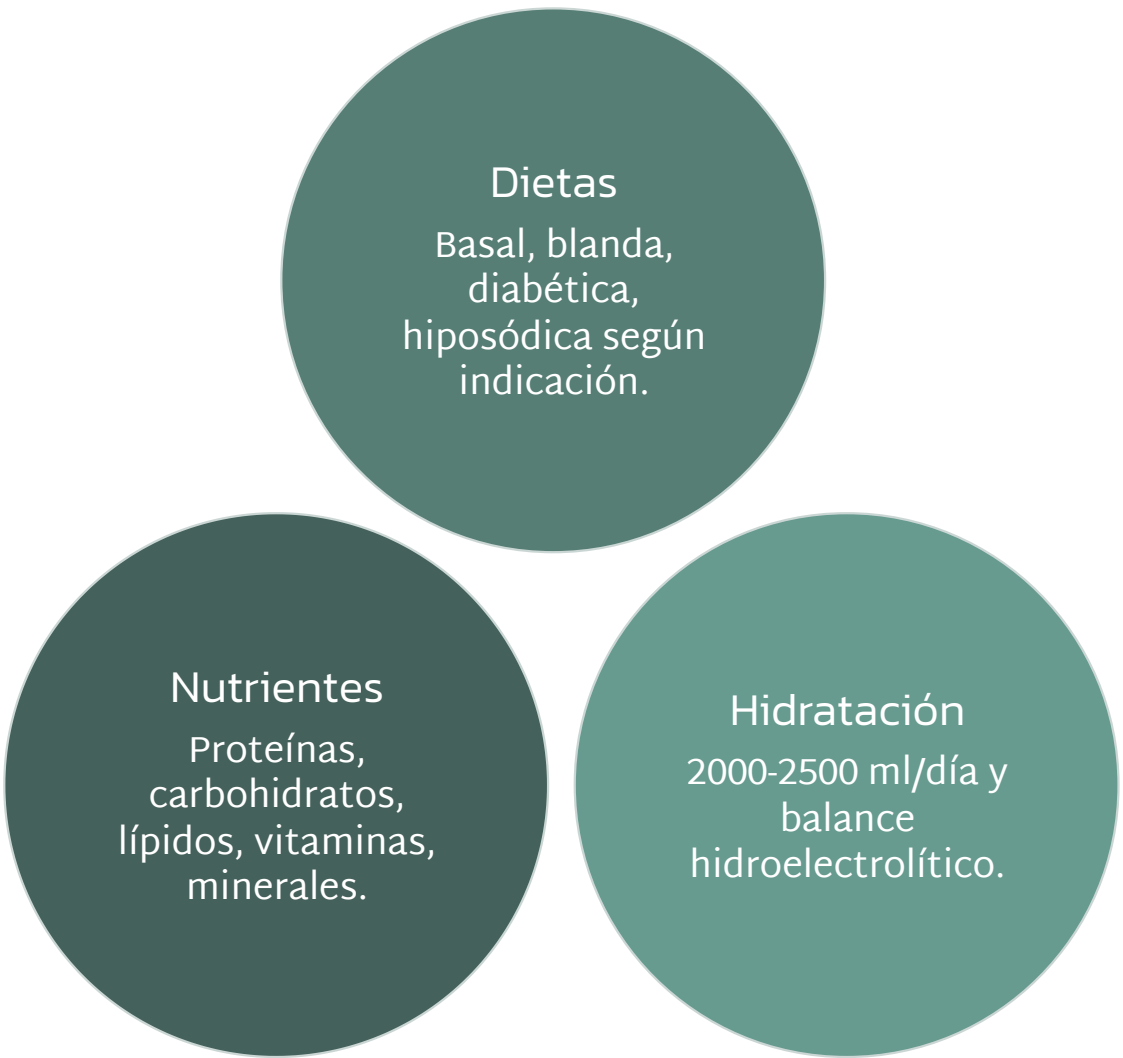 Dietas
Basal, blanda,
diabética,
hiposódica según
indicación.
Nutrientes
Proteínas,
carbohidratos,
lípidos, vitaminas,
minerales.
Hidratación
2000-2500 ml/día y
balance
hidroelectrolítico.